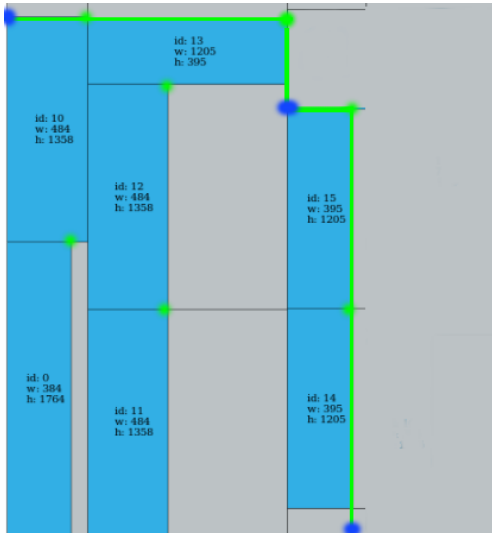 id: 13
w: 1205
h: 395
id: 10
w: 484
h: 1358
id: 12
w: 484
h: 1358
id: 15
w: 395
h: 1205
id: 0
w: 384
h: 1764
id: 11
w: 484
h: 1358
id: 14
w: 395
h: 1205